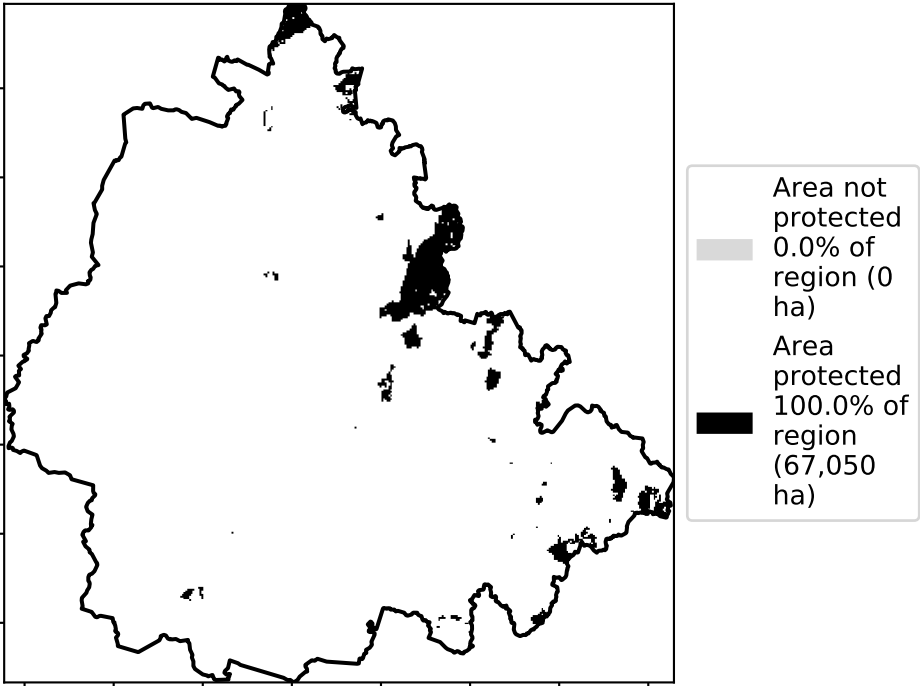 Area not
protected
0.0% of
region (0
ha)
Area
protected
100.0% of
region
(67,050
ha)